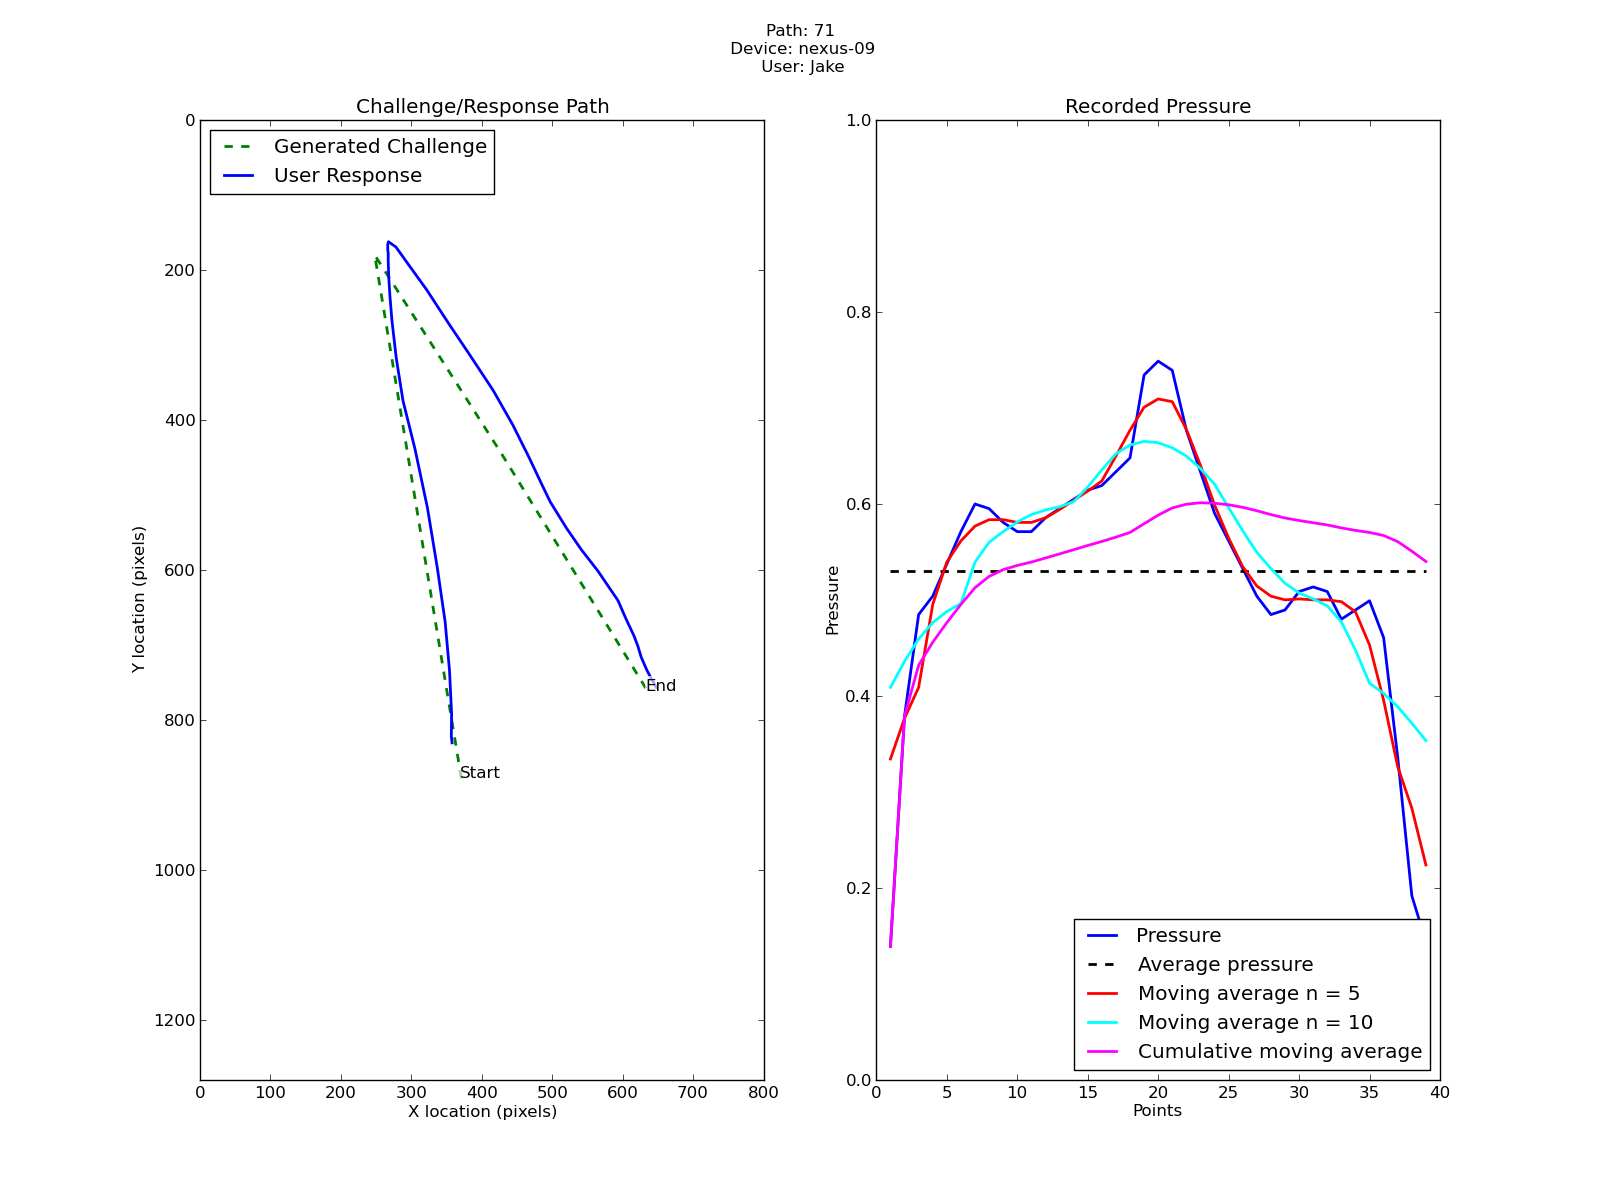 Path: 71
Device: nexus-09
User: Jake
Challenge/Response Path
Generated Challenge
User Response
0
200
400
600
800
1000
1200
Y location (pixels)
Start
End
0 100 200 300 400 500 600 700 800
X location (pixels)
Recorded Pressure
1.0
0.8
0.6
0.4
0.2
0.0
Pressure
Pressure
Average pressure
Moving average n = 5
Moving average n = 10
Cumulative moving average
0 5 10 15 20 25 30 35 40
Points